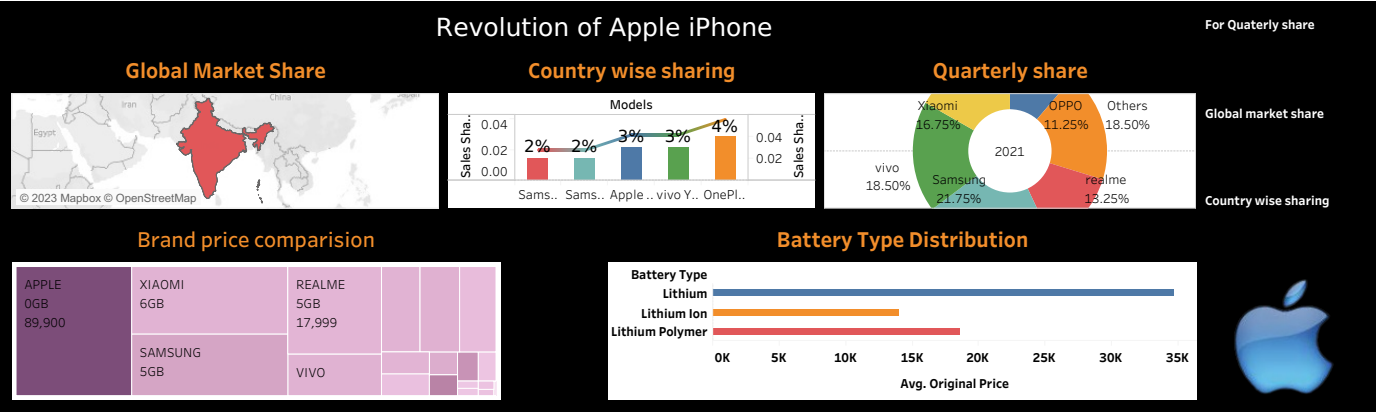 Revolution of Apple iPhone
For Quaterly share
Global Market Share
Country wise sharing
Quarterly share
Iran
China
Egypt
© 2023 Mapbox © OpenStreetMap
Models
Sales Sha..
0.04
0.02
0.00
2%
2%
3%
3%
4%
0.04
0.02
Sales Sha..
Sams..
Sams..
Apple ..
vivo Y..
OnePl..
Xiaomi
16.75%
OPPO
11.25%
Others
18.50%
2021
vivo
18.50%
Samsung
21.75%
realme
13.25%
Global market share
Country wise sharing
Brand price comparision
Battery Type Distribution
APPLE
0GB
89,900
XIAOMI
6GB
SAMSUNG
5GB
REALME
5GB
17,999
VIVO
Battery Type
Lithium
Lithium Ion
Lithium Polymer
0K 5K 10K 15K 20K 25K 30K 35K
Avg. Original Price